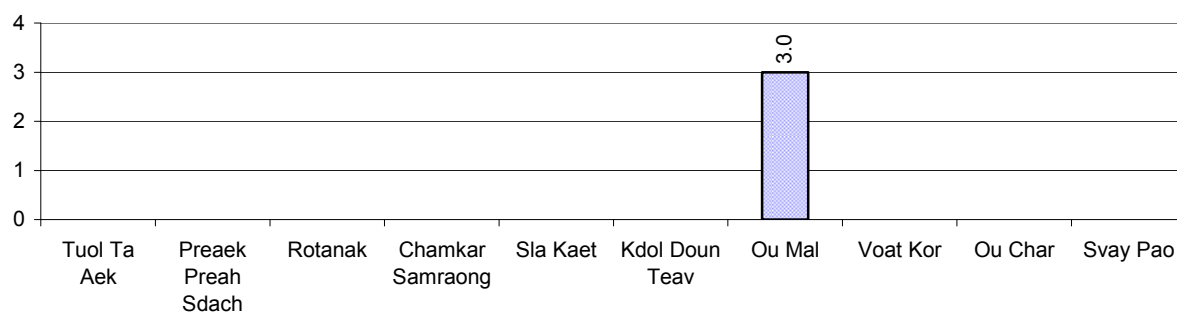 4
3.0
3
2
1
0
Tuol Ta
Aek
Preaek
Preah
Sdach
Rotanak
Chamkar
Samraong
Sla Kaet
Kdol Doun
Teav
Ou Mal
Voat Kor
Ou Char
Svay Pao